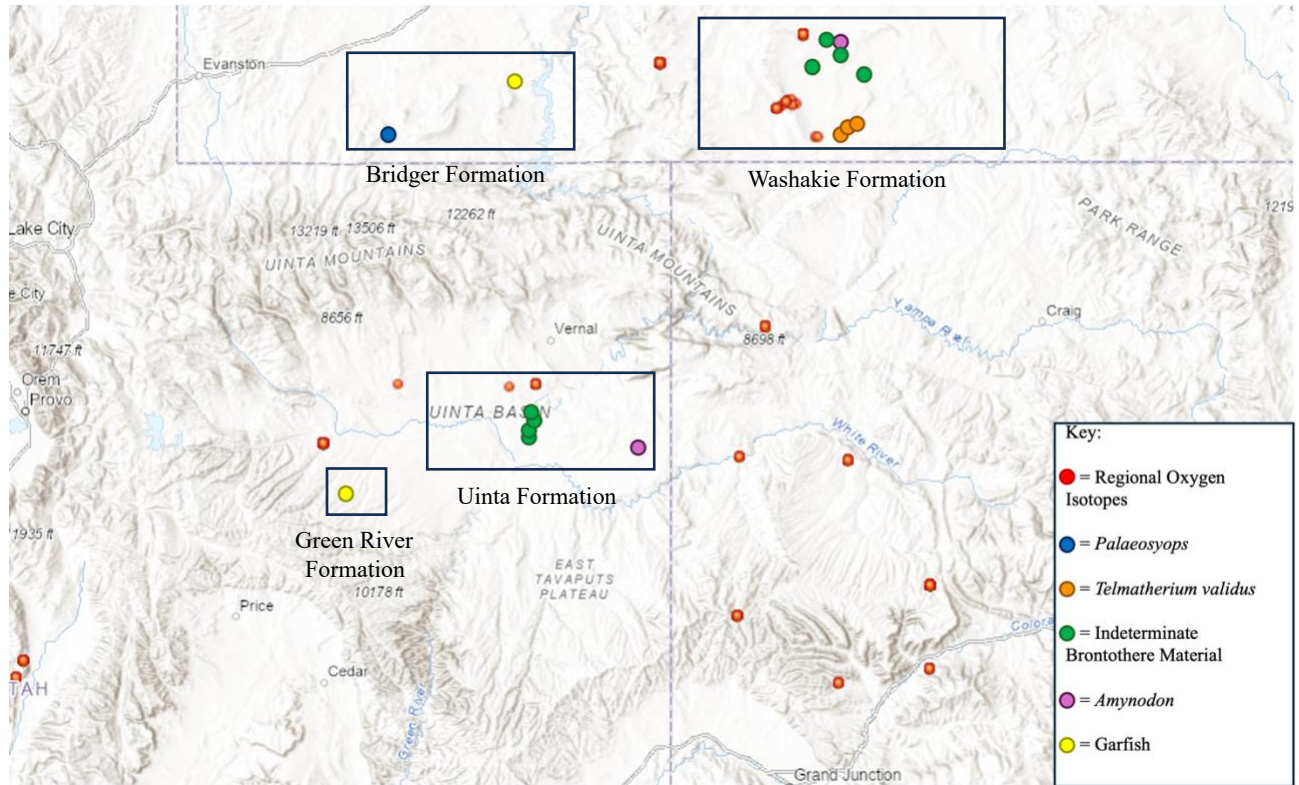 Evanston
Bridger Formation
Washakie Formation
12262 ft
13219 ft 13506 ft
UINTA MOUNTAINS
UINTA MOUNTAINS
PARK RANGE
1219
Lake City
e City
8656 ft
Vernal
8698 ft
Craig
11747 ft
Orem
Provo
UINTA BASIN
White River
Uinta Formation
Green River
Formation
11935 ft
10178 ft
EAST
TAVAPUTS
PLATEAU
Price
Cedar
Green River
TAH
Colora
Grand Junction
Key:
= Regional Oxygen
Isotopes
= Palaeosyops
= Telmatherium validus
= Indeterminate
Brontothere Material
= Amynodon
= Garfish